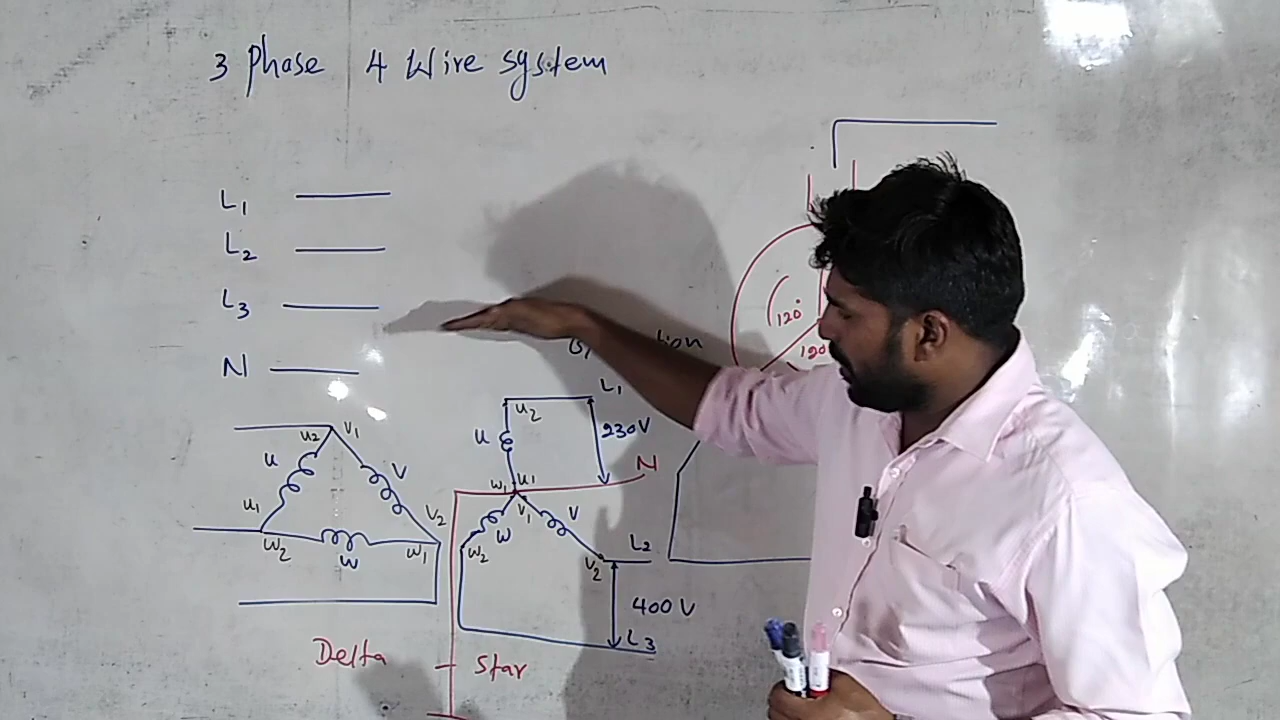 3 Phase 4 Wire system
L1
L2
L3
N
120°
120
L1
u2
u
230V
N
w1 u1
v1
w
v
w2
v2
L2
400V
L3
u2 v1
u
v
u1
v2
w2
w1
w
Delta
Star